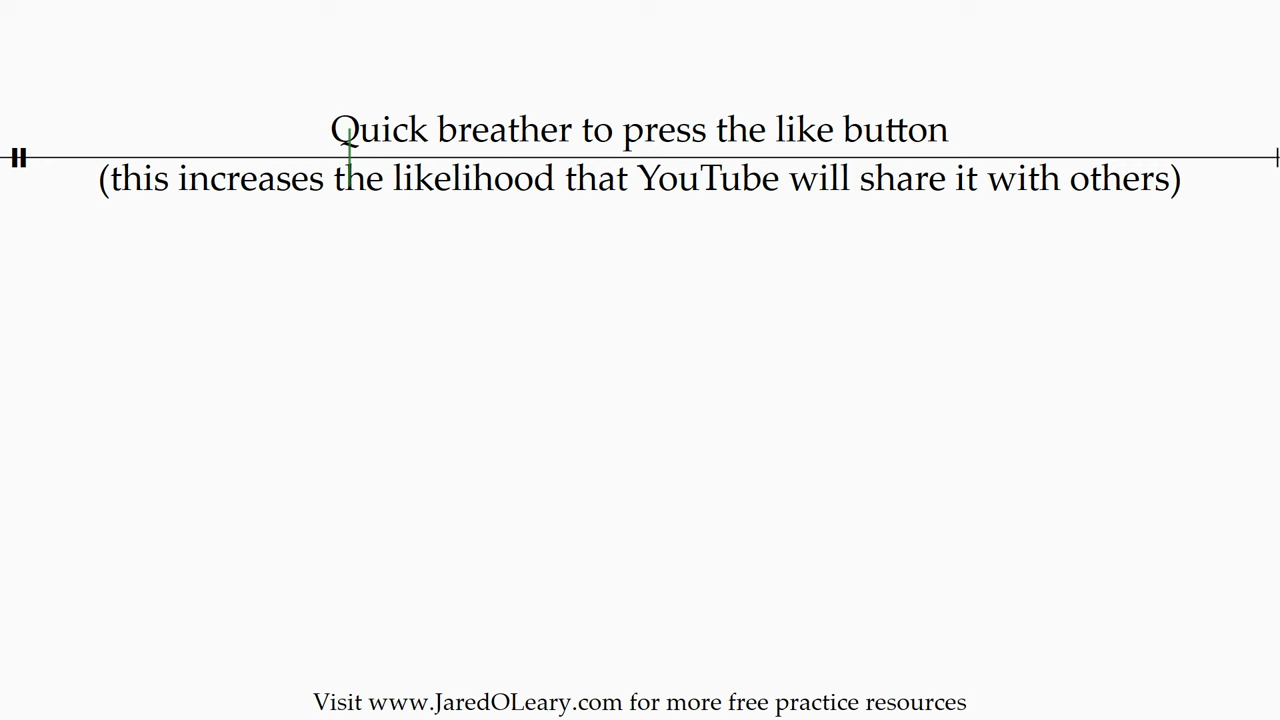 Quick breather to press the like button
(this increases the likelihood that YouTube will share it with others)
Visit www.JaredOLeary.com for more free practice resources